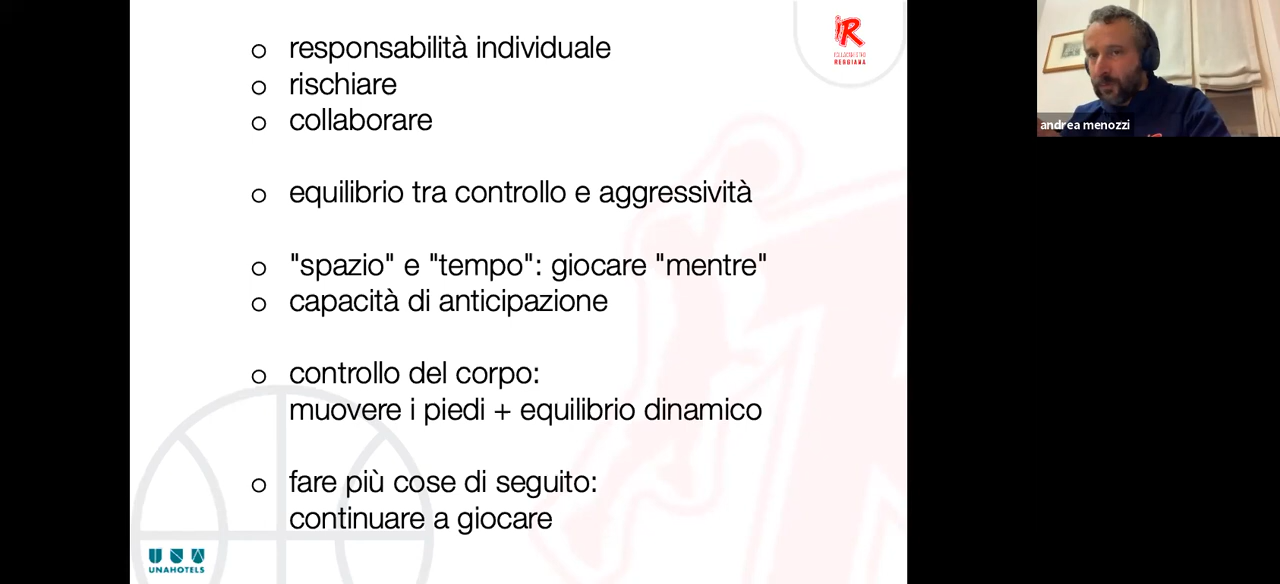 responsabilità individuale
rischiare
collaborare
equilibrio tra controllo e aggressività
"spazio" e "tempo": giocare "mentre"
capacità di anticipazione
controllo del corpo:
muovere i piedi + equilibrio dinamico
fare più cose di seguito:
continuare a giocare
UNAHOTELS
REGGIANA
andrea menozzi